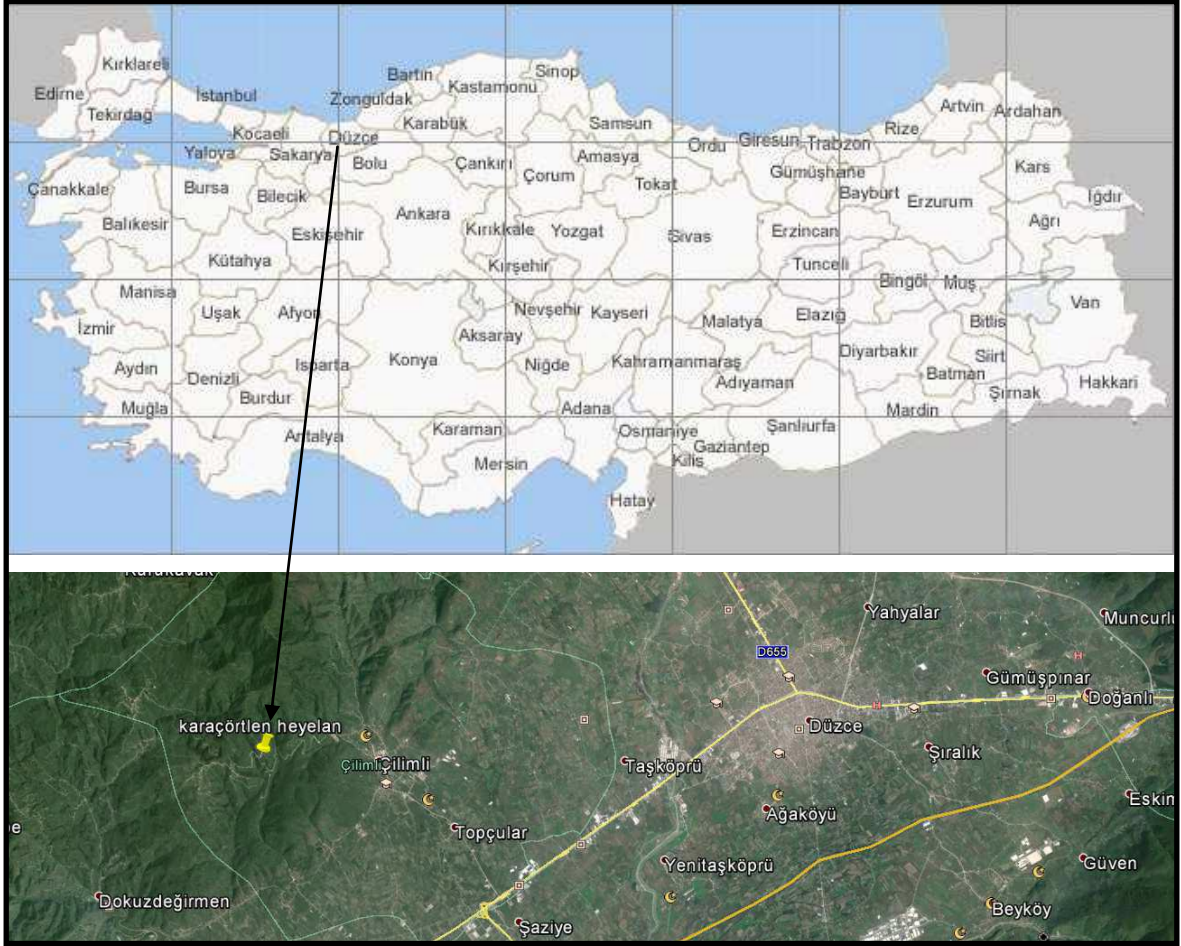 Kırklareli
Edirne
Tekirdağ
İstanbul
Kocaeli
Yalova
Sakarya
Düzce
Zonguldak
Bartın
Kastamonu
Sinop
Karabük
Bolu
Çankırı
Samsun
Amasya
Çorum
Tokat
Ordu
Giresun
Trabzon
Rize
Artvin
Ardahan
Gümüşhane
Bayburt
Kars
Iğdır
Erzurum
Ağrı
Çanakkale
Bursa
Bilecik
Balıkesir
Eskişehir
Ankara
Kırıkkale
Yozgat
Sivas
Erzincan
Tunceli
Kütahya
Kırşehir
Bingöl
Muş
Van
Manisa
Uşak
Afyon
Nevşehir
Kayseri
Malatya
Elazığ
Bitlis
İzmir
Aksaray
Konya
Isparta
Niğde
Kahramanmaraş
Diyarbakır
Siirt
Batman
Aydın
Denizli
Burdur
Adıyaman
Şırnak
Hakkari
Muğla
Antalya
Karaman
Adana
Osmaniye
Gaziantep
Şanlıurfa
Mardin
Mersin
Kilis
Hatay
Yahyalar
Muncurlu
D655
Gümüşpınar
Doğanlı
karaçörtlen heyelan
Düzce
Şıralık
Çilimli
Çilimli
Taşköprü
Ağaköyü
Topçular
Yenitaşköprü
Güven
Dokuzdeğirmen
Beyköy
Şaziye